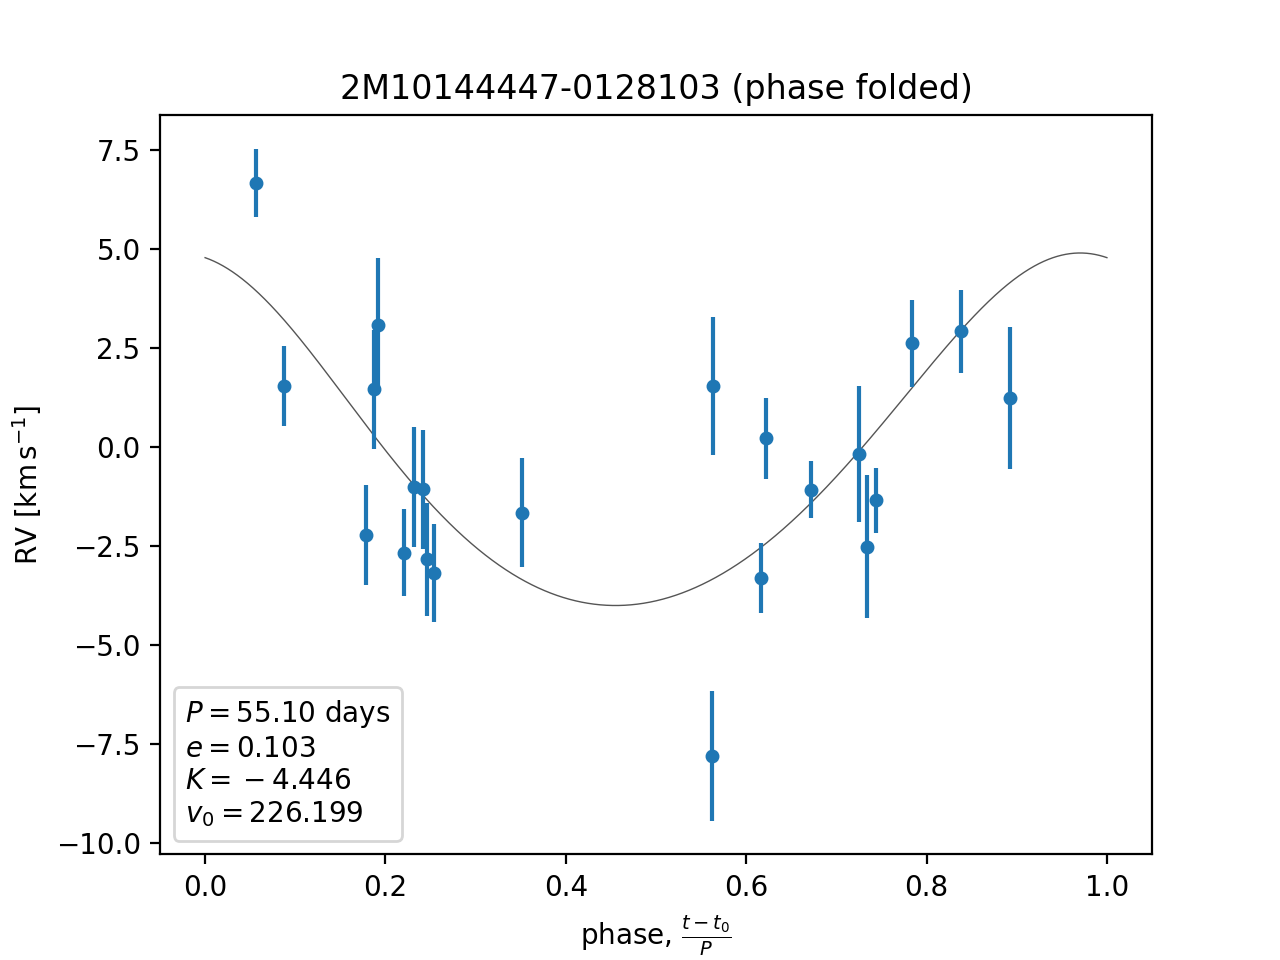 2M10144447-0128103 (phase folded)
7.5
5.0
2.5
0.0
−2.5
−5.0
−7.5
−10.0
RV [km s⁻¹]
P = 55.10 days
e = 0.103
K = − 4.446
v₀ = 226.199
0.0 0.2 0.4 0.6 0.8 1.0
phase, (t − t₀)/P